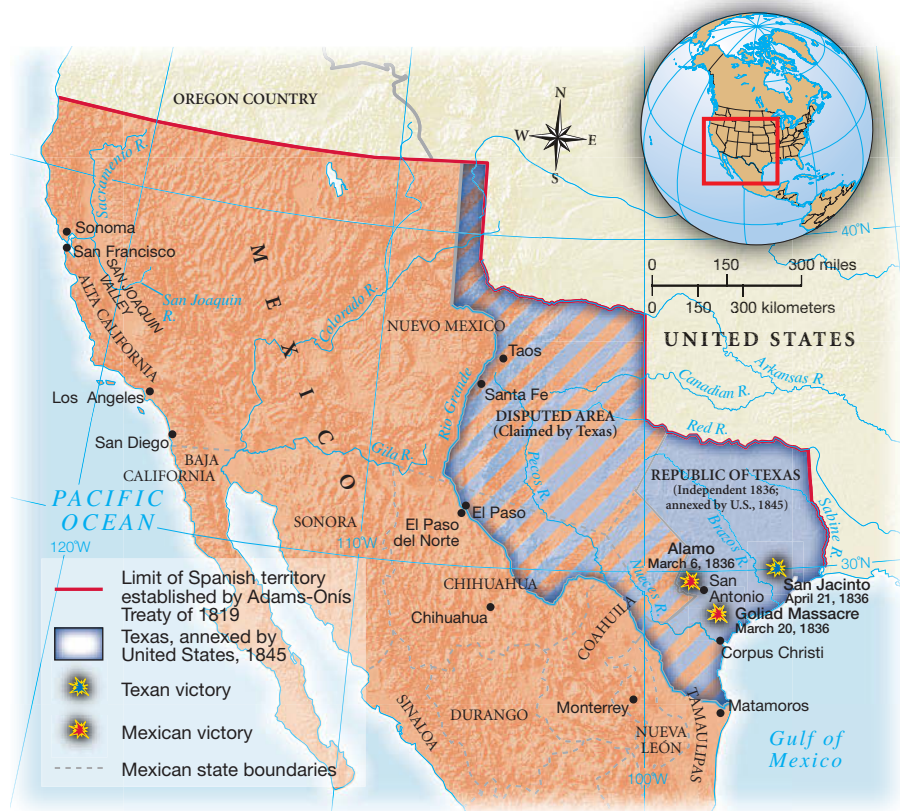 OREGON COUNTRY
N
W
E
S
40°N
0 150 300 miles
0 150 300 kilometers
UNITED STATES
Sacramento R.
Sonoma
San Francisco
SAN JOAQUIN
VALLEY
San Joaquin
R.
ALTA CALIFORNIA
MEXICO
Colorado R.
NUEVO MEXICO
Taos
Santa Fe
Rio Grande
DISPUTED AREA
(Claimed by Texas)
Arkansas R.
Canadian R.
Red R.
Los Angeles
San Diego
BAJA
CALIFORNIA
Gila R.
Pecos R.
REPUBLIC OF TEXAS
(Independent 1836;
annexed by U.S., 1845)
Brazos R.
Sabine R.
PACIFIC
OCEAN
SONORA
El Paso
El Paso
del Norte
120°W
110°W
30°N
Alamo
March 6, 1836
San
Antonio
San Jacinto
April 21, 1836
Goliad Massacre
March 20, 1836
Nueces R.
CHIHUAHUA
Chihuahua
COAHUILA
Corpus Christi
Limit of Spanish territory
established by Adams-Onís
Treaty of 1819
Texas, annexed by
United States, 1845
Texan victory
Mexican victory
Mexican state boundaries
SINALOA
DURANGO
Monterrey
NUEVA
LEÓN
TAMAULIPAS
Matamoros
Gulf of
Mexico
100°W